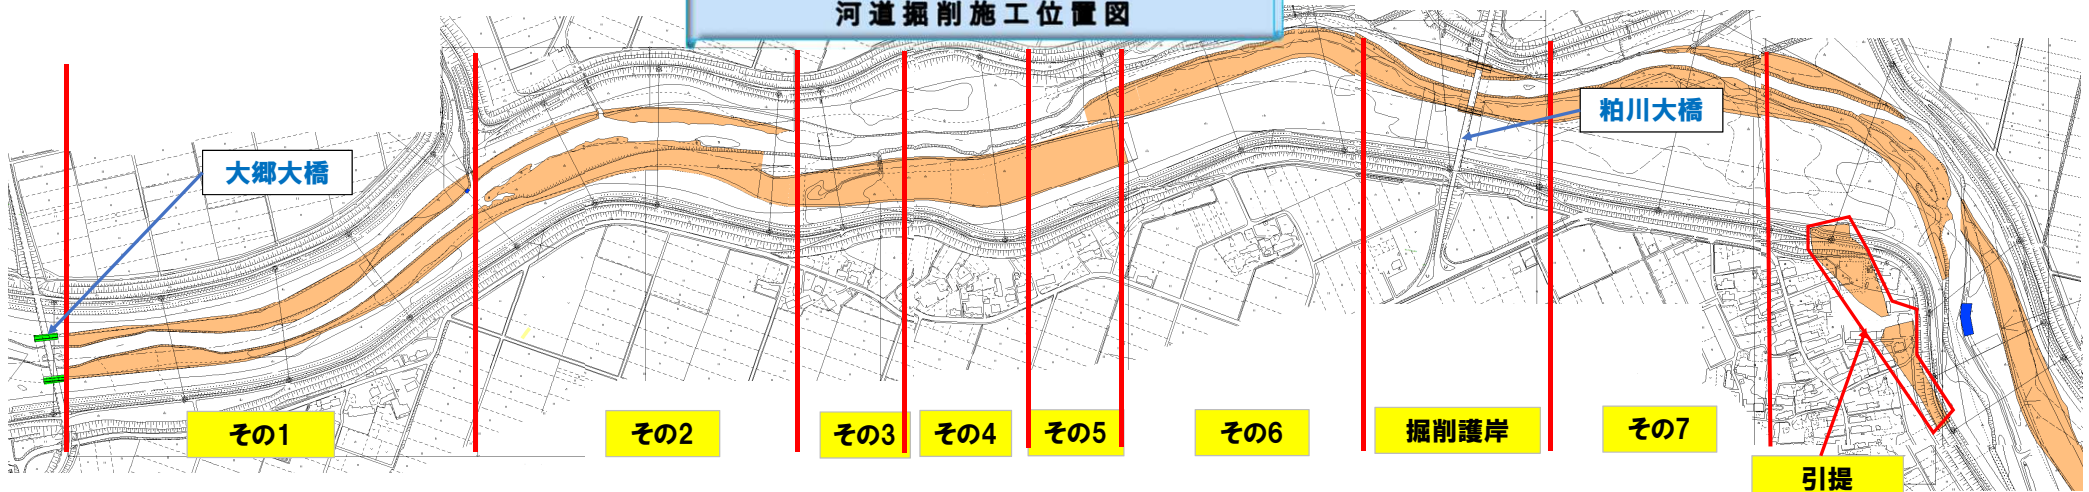 河道掘削施工位置図
大郷大橋
粕川大橋
その1
その2
その3
その4
その5
その6
掘削護岸
その7
引提